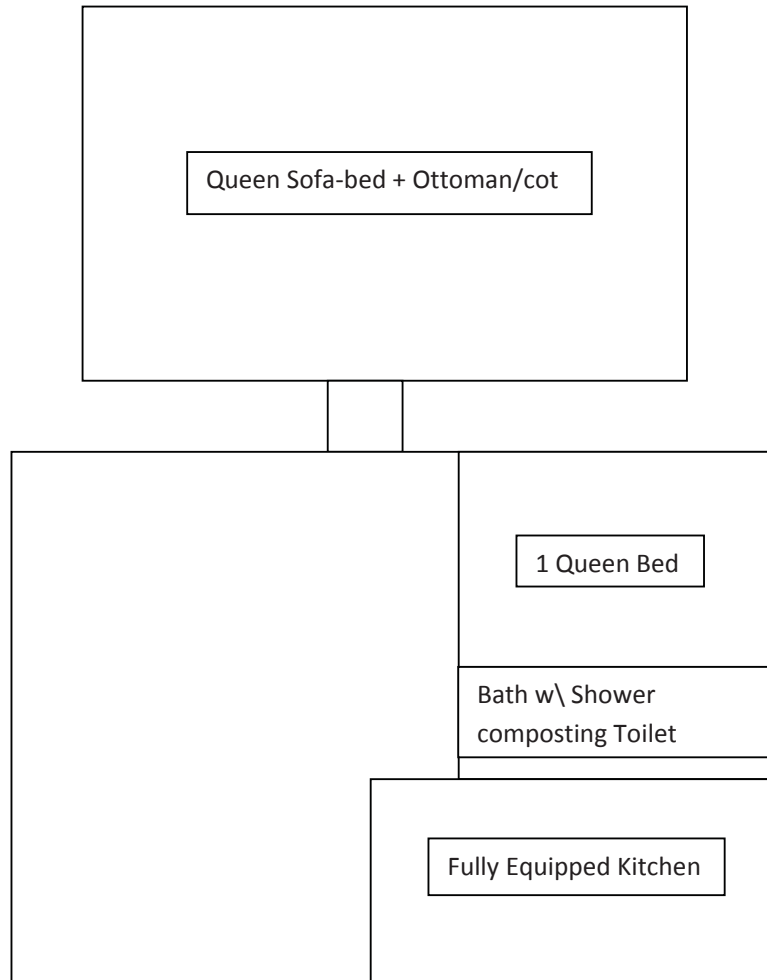 Queen Sofa-bed + Ottoman/cot
1 Queen Bed
Bath w\ Shower
composting Toilet
Fully Equipped Kitchen